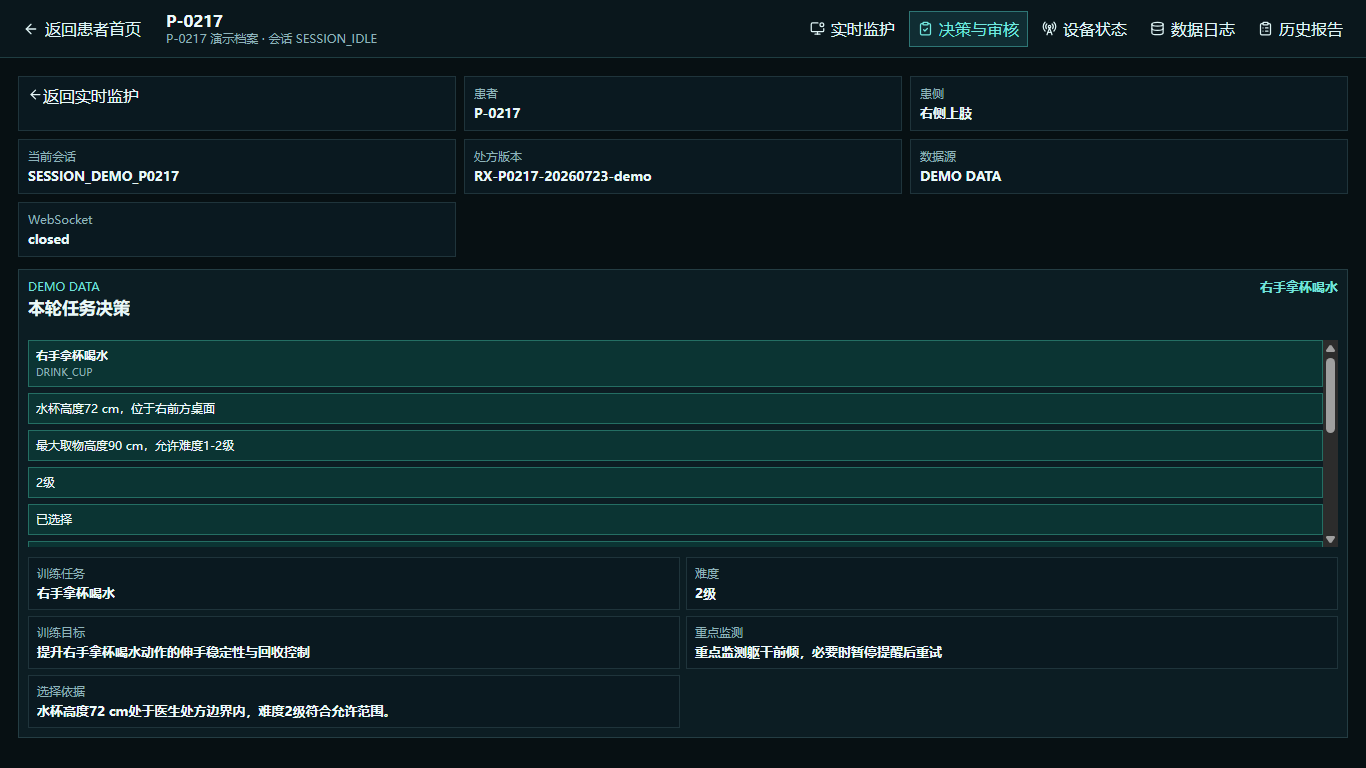 返回患者首页
P-0217
P-0217 演示档案 · 会话 SESSION_IDLE
实时监护
决策与审核
设备状态
数据日志
历史报告
返回实时监护
患者
P-0217
患侧
右侧上肢
当前会话
SESSION_DEMO_P0217
处方版本
RX-P0217-20260723-demo
数据源
DEMO DATA
WebSocket
closed
DEMO DATA
本轮任务决策
右手拿杯喝水
右手拿杯喝水
DRINK_CUP
水杯高度72 cm，位于右前方桌面
最大取物高度90 cm，允许难度1-2级
2级
已选择
训练任务
右手拿杯喝水
难度
2级
训练目标
提升右手拿杯喝水动作的伸手稳定性与回收控制
重点监测
重点监测躯干前倾，必要时暂停提醒后重试
选择依据
水杯高度72 cm处于医生处方边界内，难度2级符合允许范围。